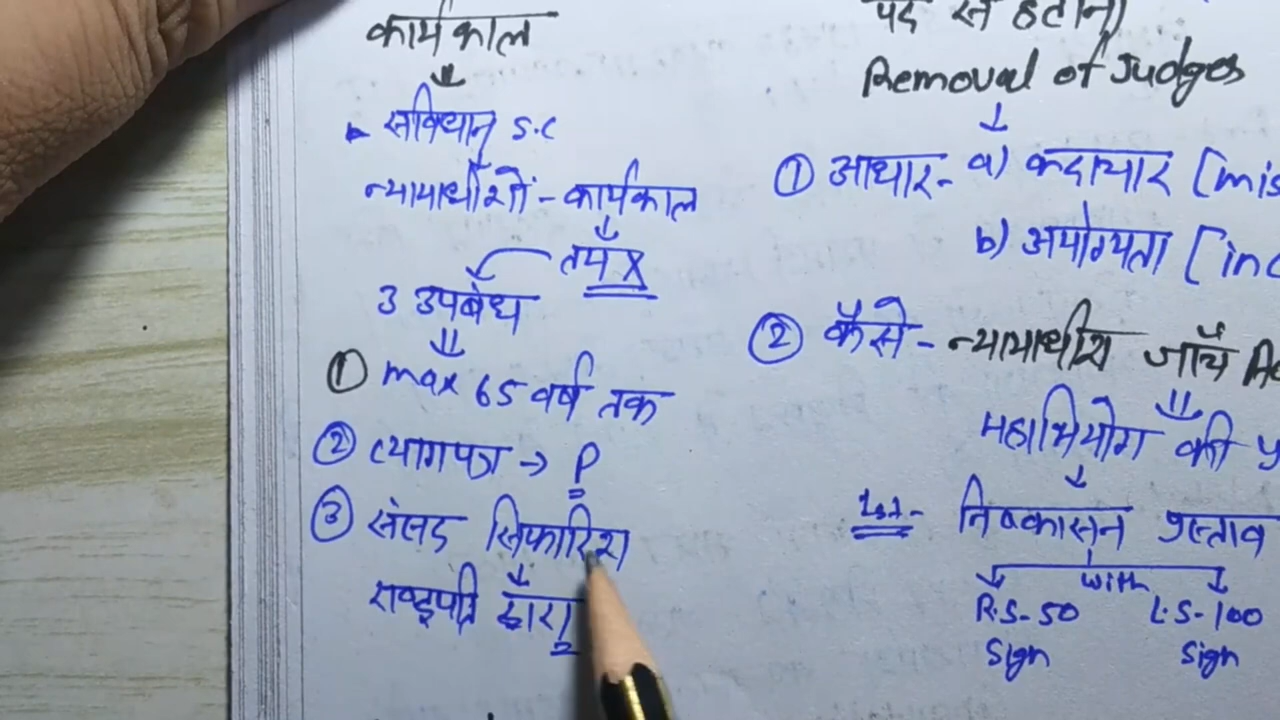 कार्यकाल
संविधान S.C
न्यायाधीशों - कार्यकाल
तय X
3 उपबंध
① max 65 वर्ष तक
② त्यागपत्र → P
③ संसद सिफारिश
राष्ट्रपति द्वारा
पद से हटाना
Removal of Judges
① आधार - a) कदाचार [mis
b) अयोग्यता [inc
② कैसे - न्यायाधीश जाँच Ac
महाभियोग की
1st - निष्कासन प्रस्ताव
with
R.S-50 L.S-100
Sign Sign